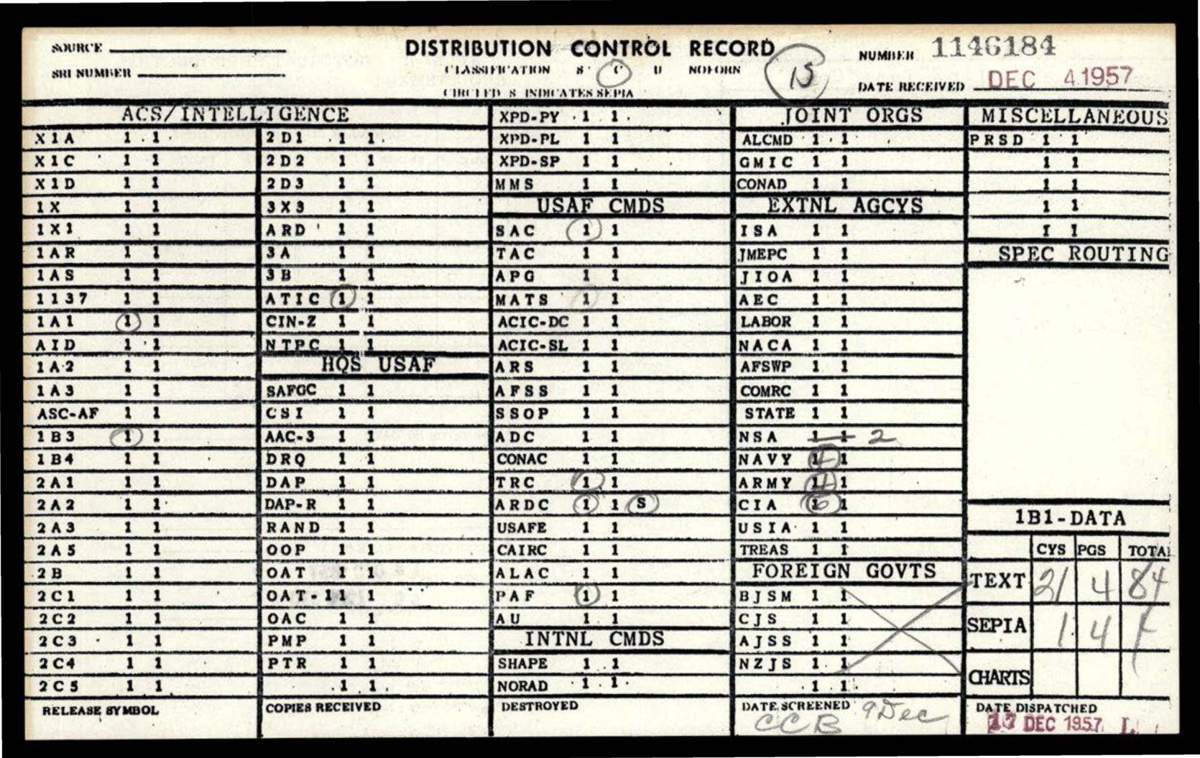 SOURCE
SRI NUMBER
DISTRIBUTION CONTROL RECORD
CLASSIFICATION S C U NOFORN
CIRCLED S INDICATES SEPIA
15
NUMBER 1146184
DATE RECEIVED DEC 4 1957
ACS/INTELLIGENCE
X1A 1 1
X1C 1 1
X1D 1 1
1X 1 1
1X1 1 1
1AR 1 1
1AS 1 1
1137 1 1
1A1 1 1
AID 1 1
1A2 1 1
1A3 1 1
ASC-AF 1 1
1B3 1 1
1B4 1 1
2A1 1 1
2A2 1 1
2A3 1 1
2A5 1 1
2B 1 1
2C1 1 1
2C2 1 1
2C3 1 1
2C4 1 1
2C5 1 1
RELEASE SYMBOL
2D1 1 1
2D2 1 1
2D3 1 1
3X3 1 1
ARD 1 1
3A 1 1
3B 1 1
ATIC 1 1
CIN-Z 1 1
NTPC 1 1
HQS USAF
SAFGC 1 1
CSI 1 1
AAC-3 1 1
DRQ 1 1
DAP 1 1
DAP-R 1 1
RAND 1 1
OOP 1 1
OAT 1 1
OAT-1 1 1
OAC 1 1
PMP 1 1
PTR 1 1
1 1
COPIES RECEIVED
XPD-PY 1 1
XPD-PL 1 1
XPD-SP 1 1
MMS 1 1
USAF CMDS
SAC 1 1
TAC 1 1
APG 1 1
MATS 1 1
ACIC-DC 1 1
ACIC-SL 1 1
ARS 1 1
AFSS 1 1
SSOP 1 1
ADC 1 1
CONAC 1 1
TRC 1 1
ARDC 1 1 S
USAFE 1 1
CAIRC 1 1
ALAC 1 1
PAF 1 1
AU 1 1
INTNL CMDS
SHAPE 1 1
NORAD 1 1
DESTROYED
JOINT ORGS
ALCMD 1 1
GMIC 1 1
CONAD 1 1
EXTNL AGCYS
ISA 1 1
JMEPC 1 1
JIOA 1 1
AEC 1 1
LABOR 1 1
NACA 1 1
AFSWP 1 1
COMRC 1 1
STATE 1 1
NSA 1 1 2
NAVY 4 1
ARMY 4 1
CIA 6 1
USIA 1 1
TREAS 1 1
FOREIGN GOVTS
BJSM 1 1
CJS 1 1
AJSS 1 1
NZJS 1 1
1 1
DATE SCREENED 9 Dec
CCB
MISCELLANEOUS
PRSD 1 1
1 1
1 1
1 1
1 1
SPEC ROUTING
1B1-DATA
CYS PGS TOTAL
TEXT 21 4 84
SEPIA 1 4
CHARTS
DATE DISPATCHED
17 DEC 1957 L